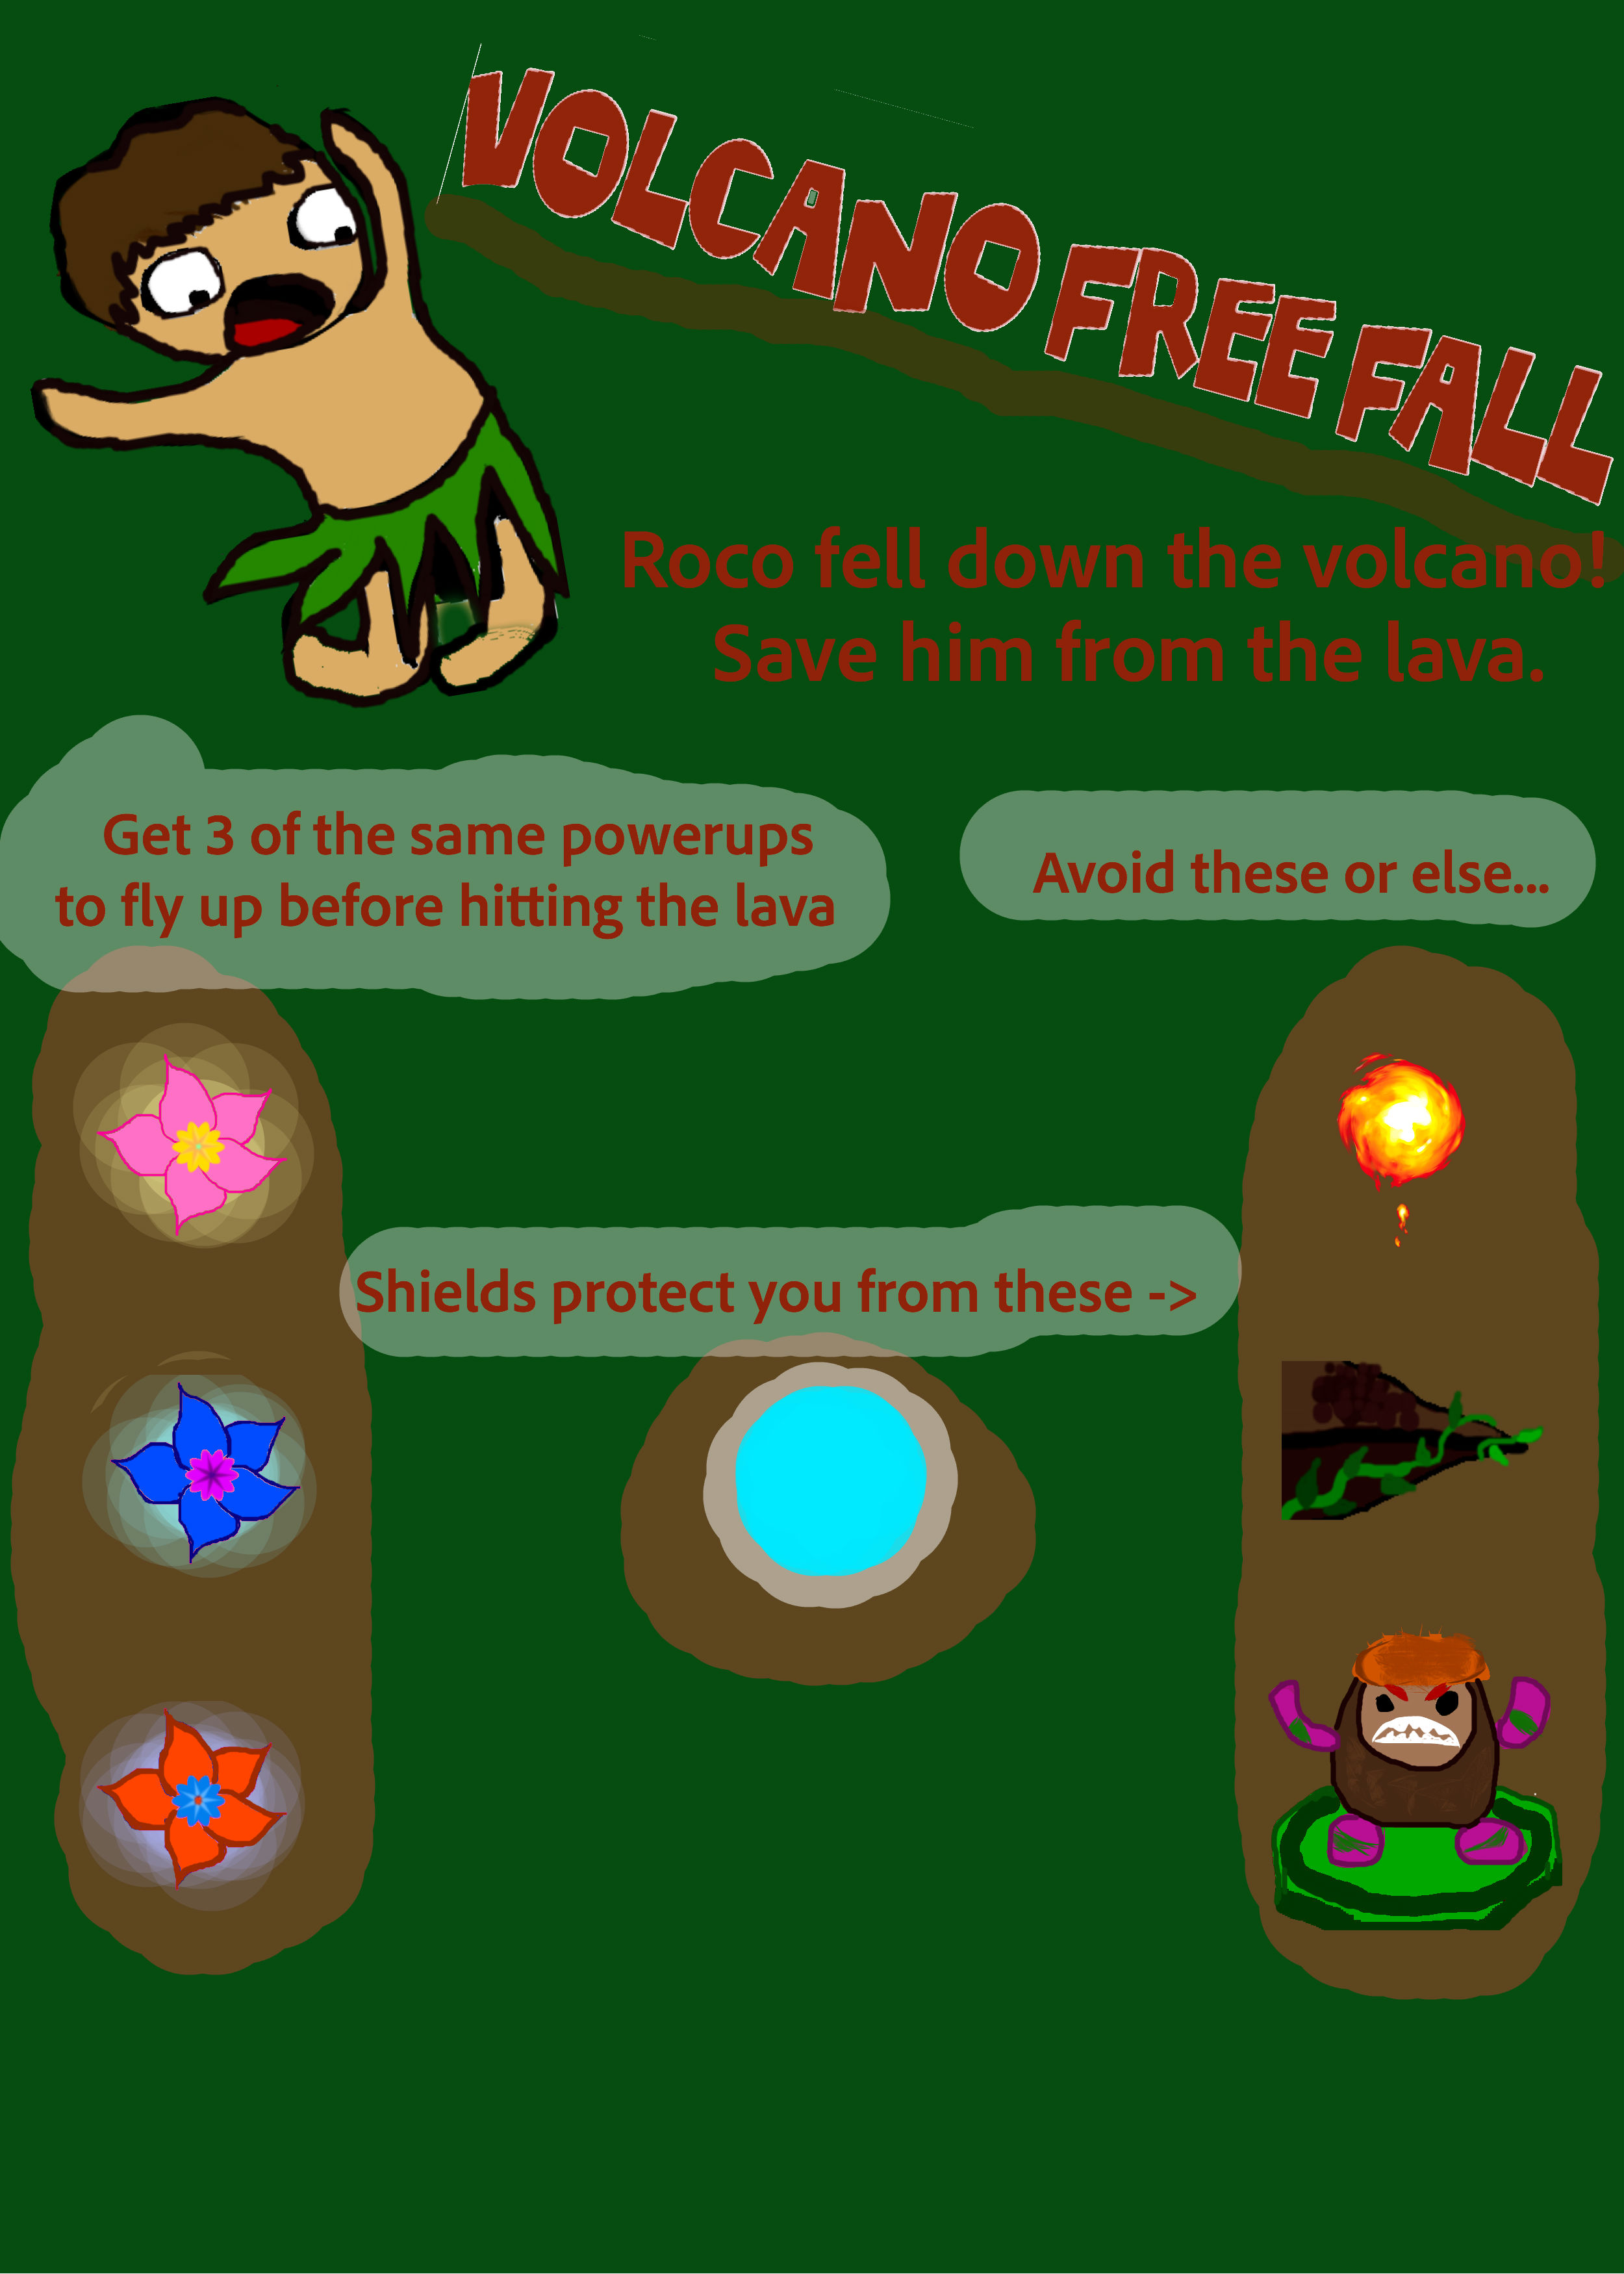 VOLCANO FREE FALL
Roco fell down the volcano!
Save him from the lava.
Get 3 of the same powerups
to fly up before hitting the lava
Avoid these or else...
Shields protect you from these ->